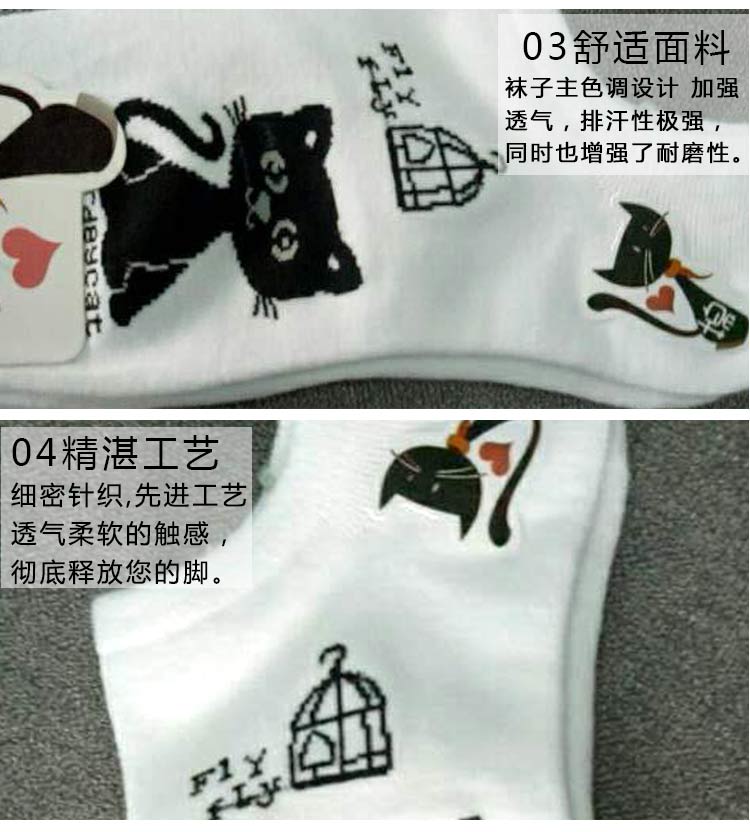 03舒适面料
袜子主色调设计 加强
透气，排汗性极强，
同时也增强了耐磨性。
Fly
FLy
04精湛工艺
细密针织,先进工艺
透气柔软的触感，
彻底释放您的脚。
Fly
FLy